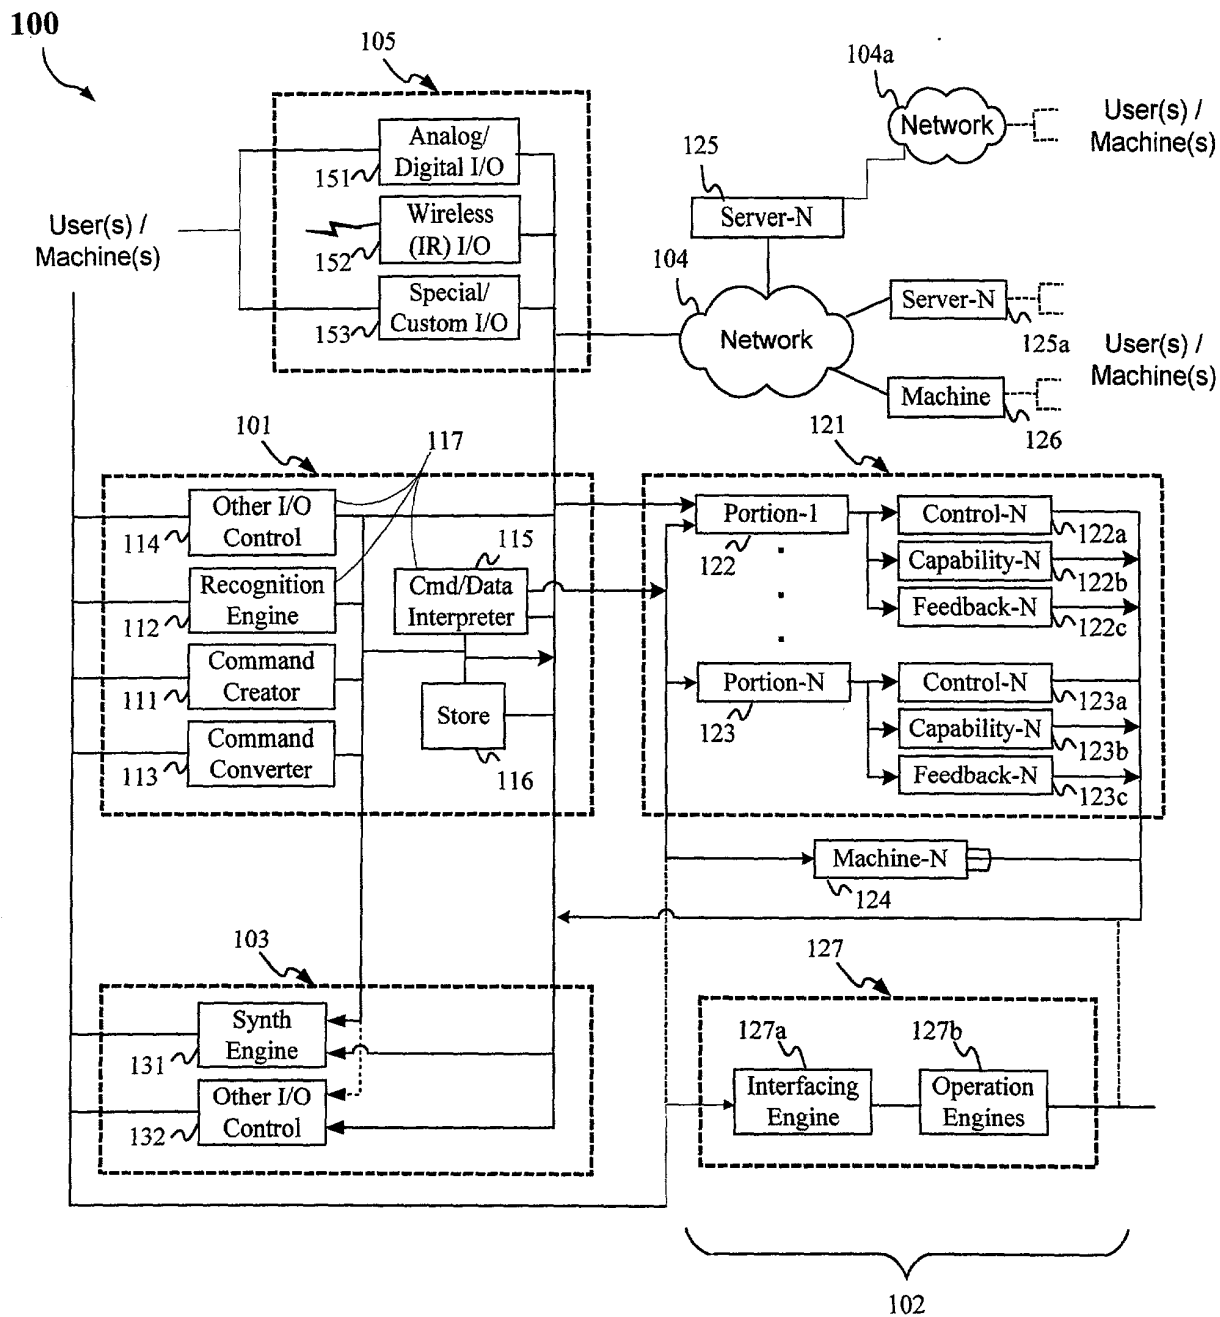 100
105
Analog/
Digital I/O
151
Wireless
(IR) I/O
152
Special/
Custom I/O
153
User(s) /
Machine(s)
104a
Network
User(s) /
Machine(s)
125
Server-N
104
Network
Server-N
125a
User(s) /
Machine(s)
Machine
126
101
117
Other I/O
Control
114
115
Cmd/Data
Interpreter
Recognition
Engine
112
Command
Creator
111
Store
116
Command
Converter
113
121
Portion-1
122
Control-N
122a
Capability-N
122b
Feedback-N
122c
Portion-N
123
Control-N
123a
Capability-N
123b
Feedback-N
123c
Machine-N
124
103
Synth
Engine
131
Other I/O
Control
132
127
127a
Interfacing
Engine
127b
Operation
Engines
102